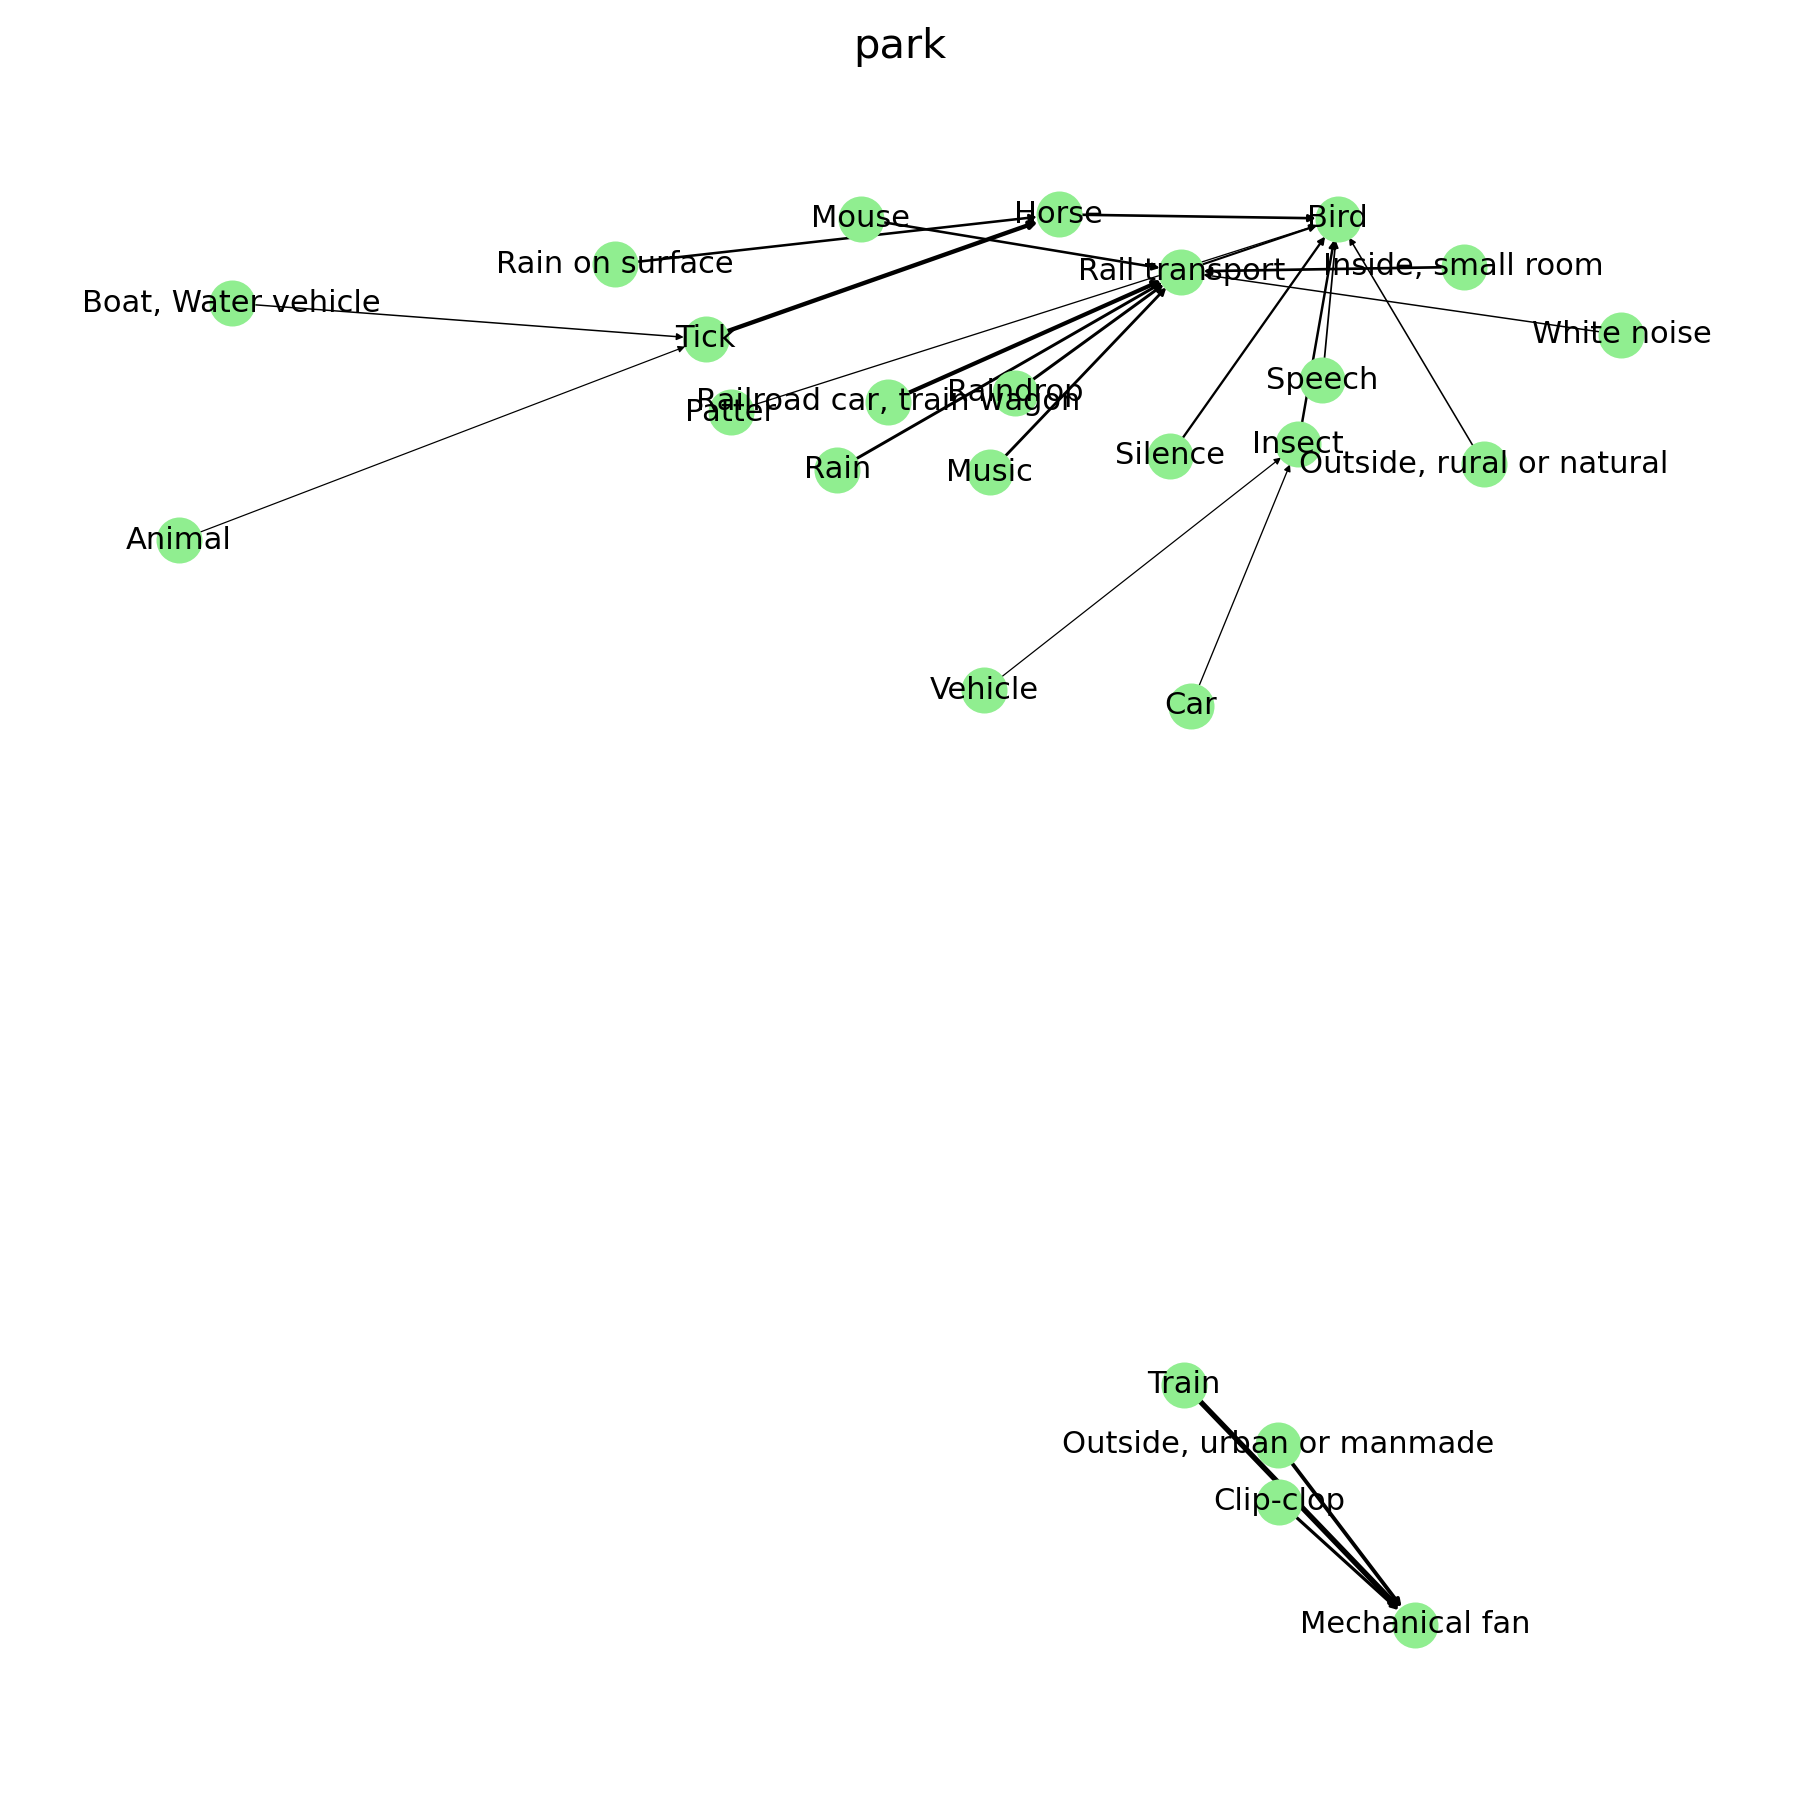 park
Mouse
Horse
Bird
Rain on surface
Rail transport
Inside, small room
Boat, Water vehicle
Tick
White noise
Speech
Raindrop
Railroad car, train wagon
Patter
Insect
Silence
Outside, rural or natural
Rain
Music
Animal
Vehicle
Car
Train
Outside, urban or manmade
Clip-clop
Mechanical fan